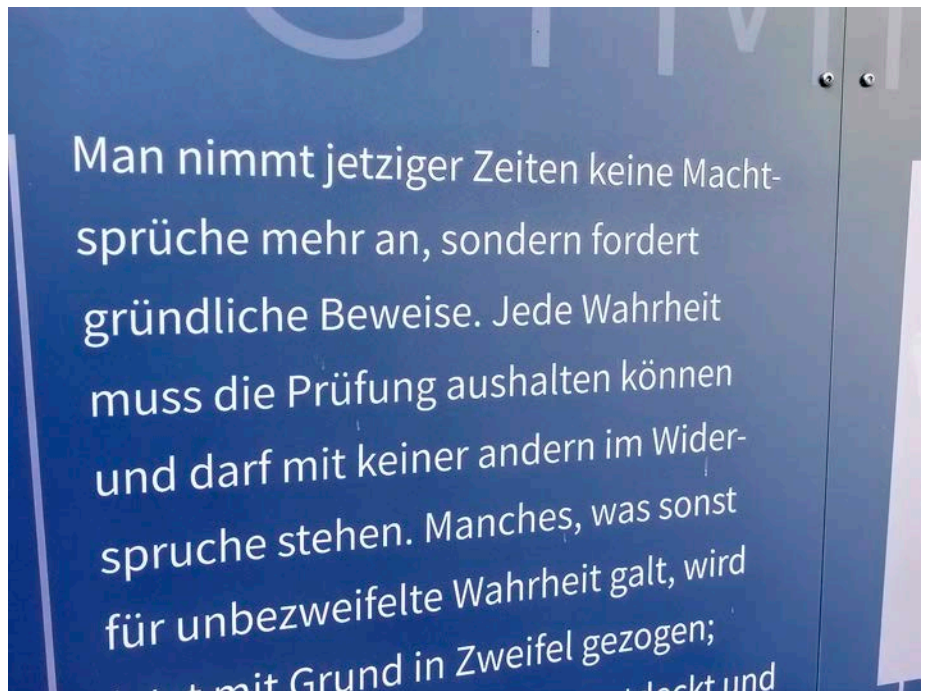 Man nimmt jetziger Zeiten keine Macht-
sprüche mehr an, sondern fordert
gründliche Beweise. Jede Wahrheit
muss die Prüfung aushalten können
und darf mit keiner andern im Wider-
spruche stehen. Manches, was sonst
für unbezweifelte Wahrheit galt, wird
mit Grund in Zweifel gezogen;
und